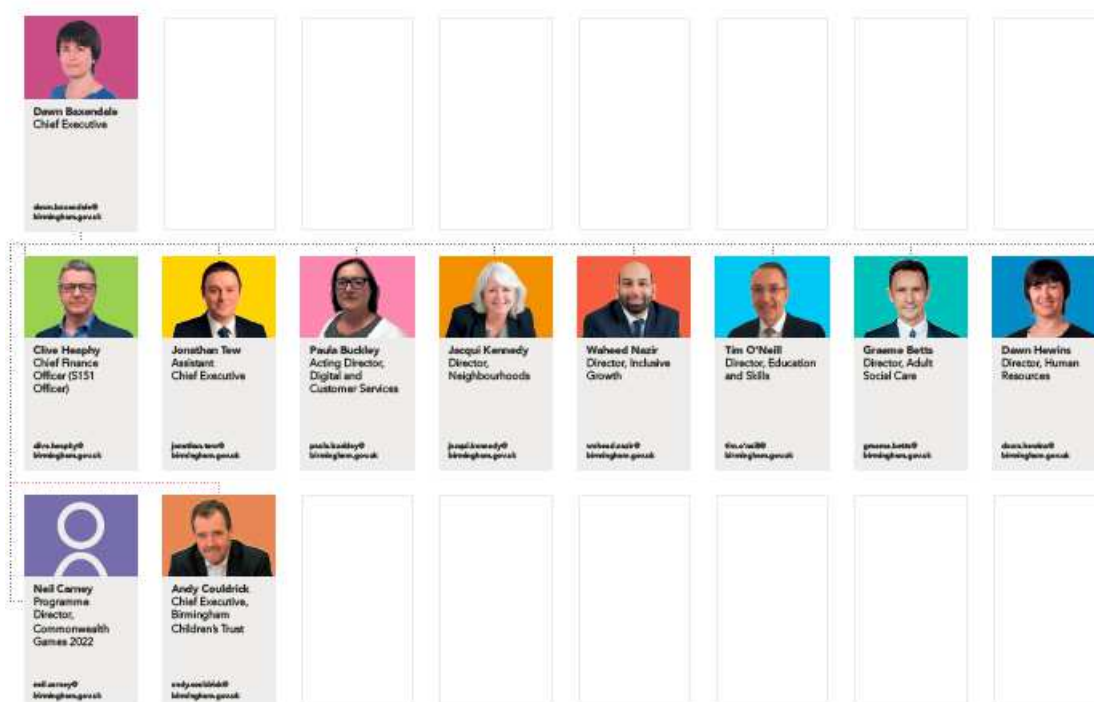 Dawn Baxendale
Chief Executive
dawn.baxendale@
birmingham.gov.uk
Clive Heaphy
Chief Finance
Officer (S151
Officer)
clive.heaphy@
birmingham.gov.uk
Jonathan Tew
Assistant
Chief Executive
jonathan.tew@
birmingham.gov.uk
Paula Buckley
Acting Director,
Digital and
Customer Services
paula.buckley@
birmingham.gov.uk
Jacqui Kennedy
Director,
Neighbourhoods
jacqui.kennedy@
birmingham.gov.uk
Waheed Nazir
Director, Inclusive
Growth
waheed.nazir@
birmingham.gov.uk
Tim O'Neill
Director, Education
and Skills
tim.o'neill@
birmingham.gov.uk
Graeme Betts
Director, Adult
Social Care
graeme.betts@
birmingham.gov.uk
Dawn Hewins
Director, Human
Resources
dawn.hewins@
birmingham.gov.uk
Neil Carney
Programme
Director,
Commonwealth
Games 2022
neil.carney@
birmingham.gov.uk
Andy Couldrick
Chief Executive,
Birmingham
Children's Trust
andy.couldrick@
birmingham.gov.uk